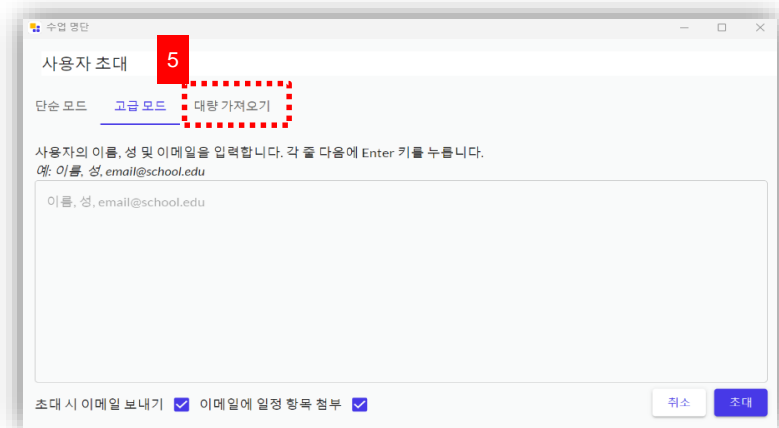 수업 명단
사용자 초대
5
단순 모드 고급 모드 대량 가져오기
사용자의 이름, 성 및 이메일을 입력합니다. 각 줄 다음에 Enter 키를 누릅니다.
예: 이름, 성, email@school.edu
이름, 성, email@school.edu
초대 시 이메일 보내기 이메일에 일정 항목 첨부 취소 초대